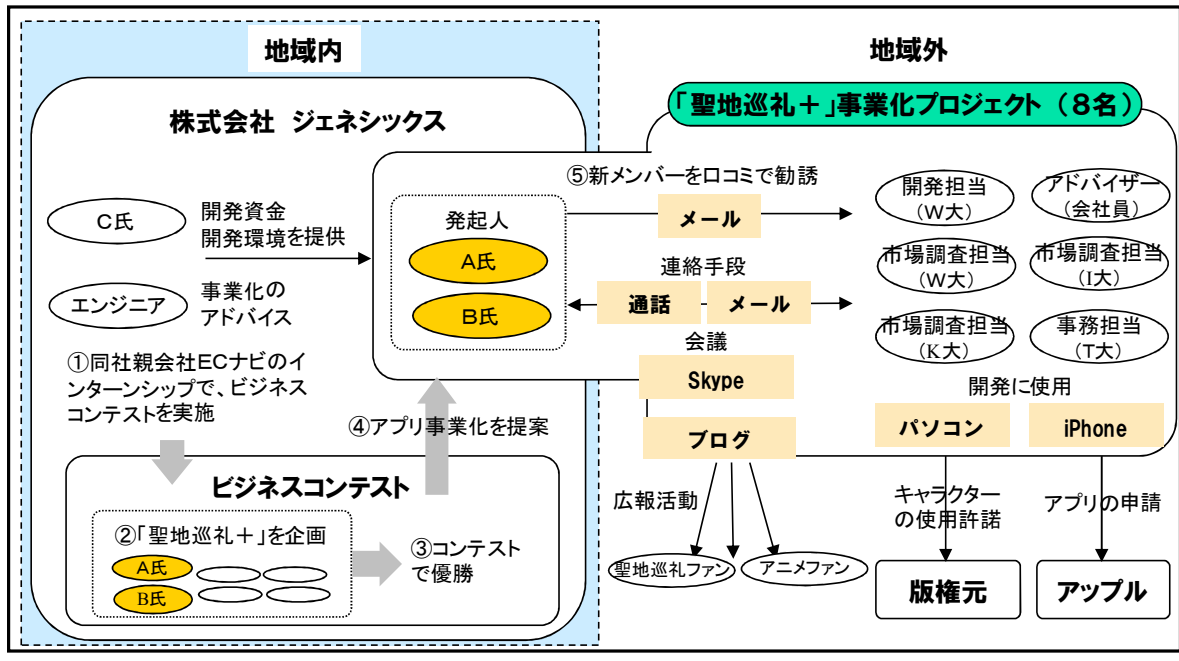 地域内
株式会社 ジェネシックス
C氏
開発資金
開発環境を提供
エンジニア
事業化の
アドバイス
①同社親会社ECナビのイ
ンターンシップで、ビジネス
コンテストを実施
④アプリ事業化を提案
ビジネスコンテスト
②「聖地巡礼+」を企画
A氏
B氏
③コンテスト
で優勝
地域外
「聖地巡礼+」事業化プロジェクト (8名)
⑤新メンバーを口コミで勧誘
メール
発起人
A氏
B氏
連絡手段
通話
メール
会議
Skype
ブログ
開発担当
(W大)
アドバイザー
(会社員)
市場調査担当
(W大)
市場調査担当
(I大)
市場調査担当
(K大)
事務担当
(T大)
開発に使用
パソコン
iPhone
広報活動
聖地巡礼ファン
アニメファン
キャラクター
の使用許諾
アプリの申請
版権元
アップル